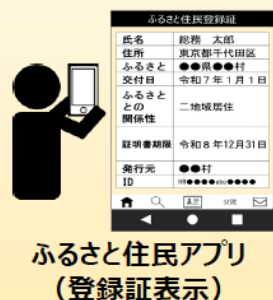 ふるさと住民登録証
氏名 総務 太郎
住所 東京都千代田区
ふるさと ●●県●●村
交付日 令和7年1月1日
ふるさと
との 二地域居住
関係性
証明書期限 令和8年12月31日
発行元 ●●村
ID
交流
ふるさと住民アプリ
（登録証表示）